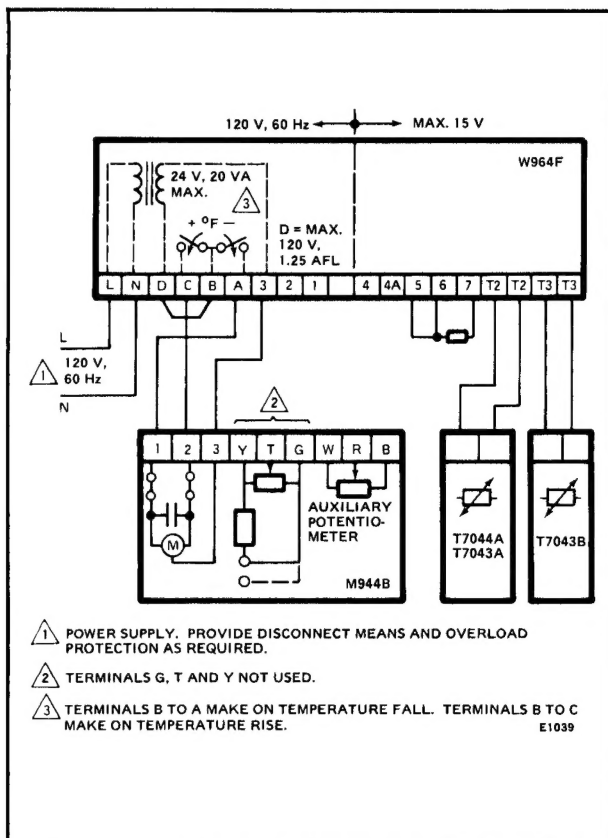 120 V, 60 Hz MAX. 15 V
W964F
24 V, 20 VA
MAX.
3
+ °F −
D = MAX.
120 V,
1.25 AFL
L N D C B A 3 2 1 4 4A 5 6 7 T2 T2 T3 T3
L
1 120 V,
60 Hz
N
2
1 2 3 Y T G W R B
AUXILIARY
POTENTIO-
METER
M
M944B
T7044A
T7043A
T7043B
1 POWER SUPPLY. PROVIDE DISCONNECT MEANS AND OVERLOAD
PROTECTION AS REQUIRED.
2 TERMINALS G, T AND Y NOT USED.
3 TERMINALS B TO A MAKE ON TEMPERATURE FALL. TERMINALS B TO C
MAKE ON TEMPERATURE RISE.
E1039